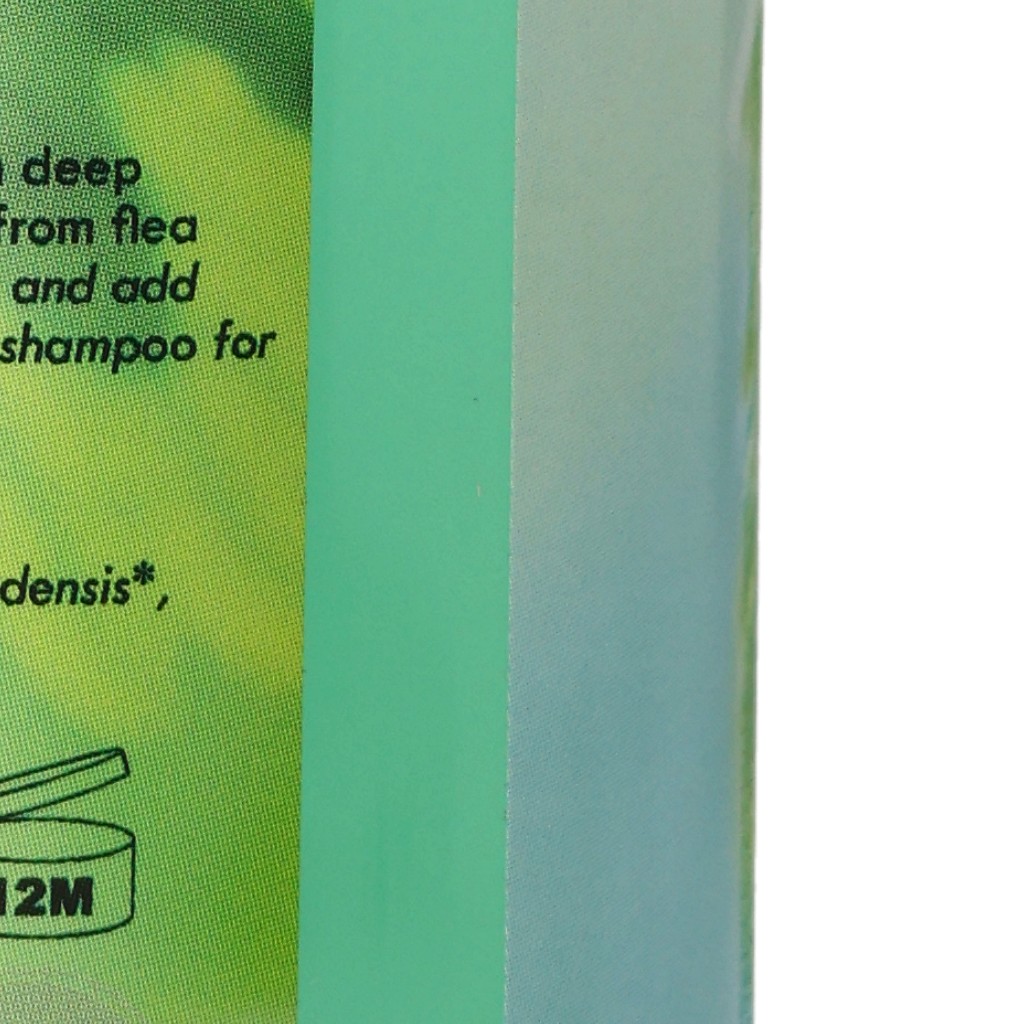 deep
from flea
and add
shampoo for
densis*,
12M